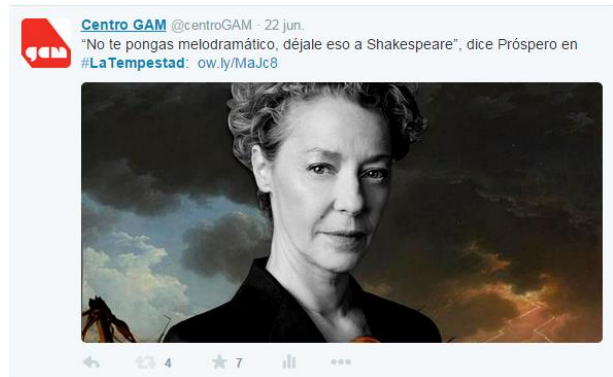 Centro GAM @centroGAM · 22 jun.
“No te pongas melodramático, déjale eso a Shakespeare”, dice Próspero en
#LaTempestad: ow.ly/MaJc8
gam
4 7